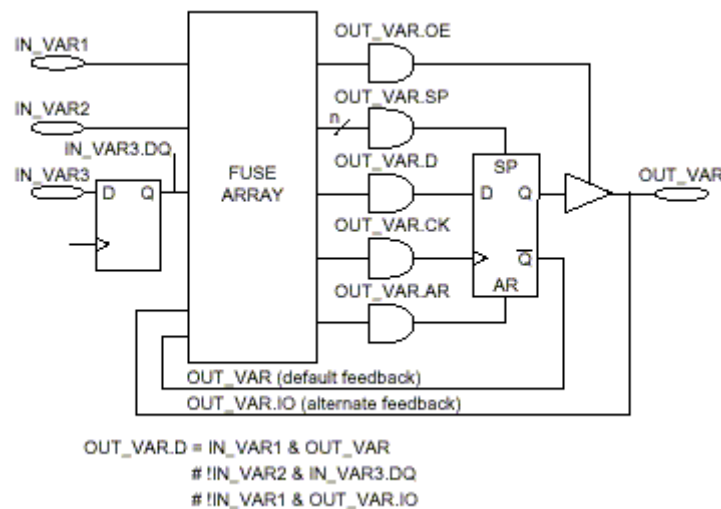 OUT_VAR.OE
IN_VAR1
OUT_VAR.SP
IN_VAR2
n
IN_VAR3.DQ
FUSE
ARRAY
OUT_VAR.D
SP
OUT_VAR
IN_VAR3
D Q
D Q
OUT_VAR.CK
Q
OUT_VAR.AR
AR
OUT_VAR (default feedback)
OUT_VAR.IO (alternate feedback)
OUT_VAR.D = IN_VAR1 & OUT_VAR
# !IN_VAR2 & IN_VAR3.DQ
# !IN_VAR1 & OUT_VAR.IO